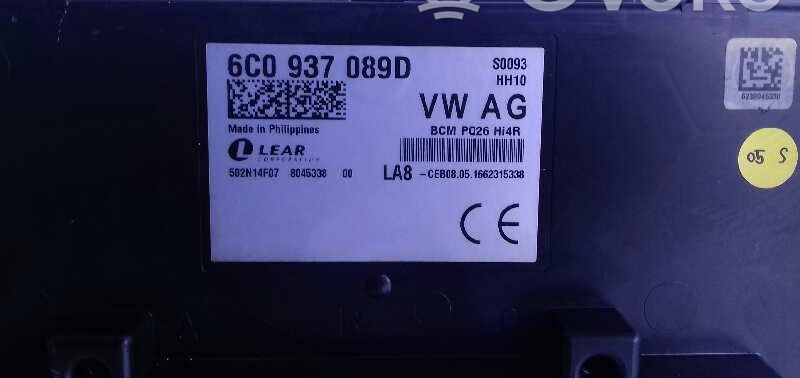 6C0 937 089D
S0093
HH10
VW AG
Made in Philippines
BCM PQ26 Hi4R
LEAR
CORPORATION
502N14F07 8045338 00
LA8 -CEB08.05.1662315338
CE
05 S